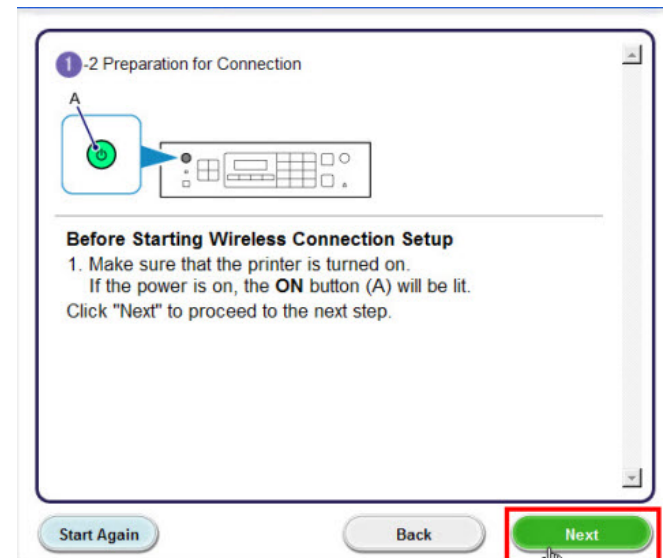 1 -2 Preparation for Connection
A
Before Starting Wireless Connection Setup
1. Make sure that the printer is turned on.
If the power is on, the ON button (A) will be lit.
Click "Next" to proceed to the next step.
Start Again Back Next